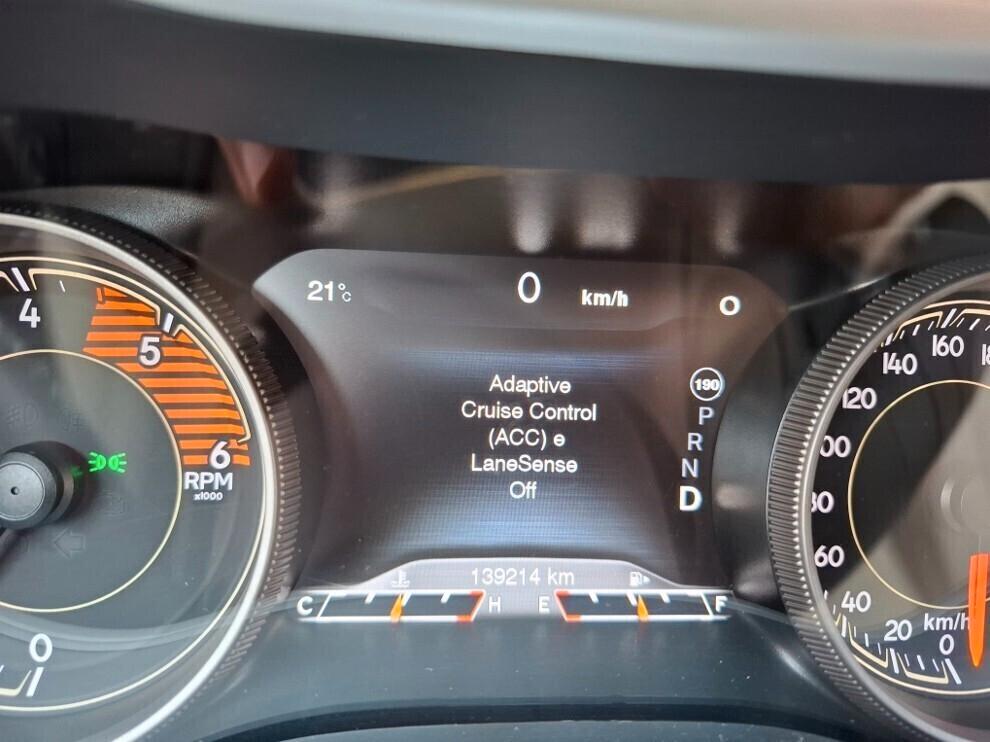 21°C
0 km/h
O
Adaptive
Cruise Control
(ACC) e
LaneSense
Off
190
P
R
N
D
139214 km
C H E F
4
5
6
RPM
x1000
0
160
140
120
60
40
20
0
km/h